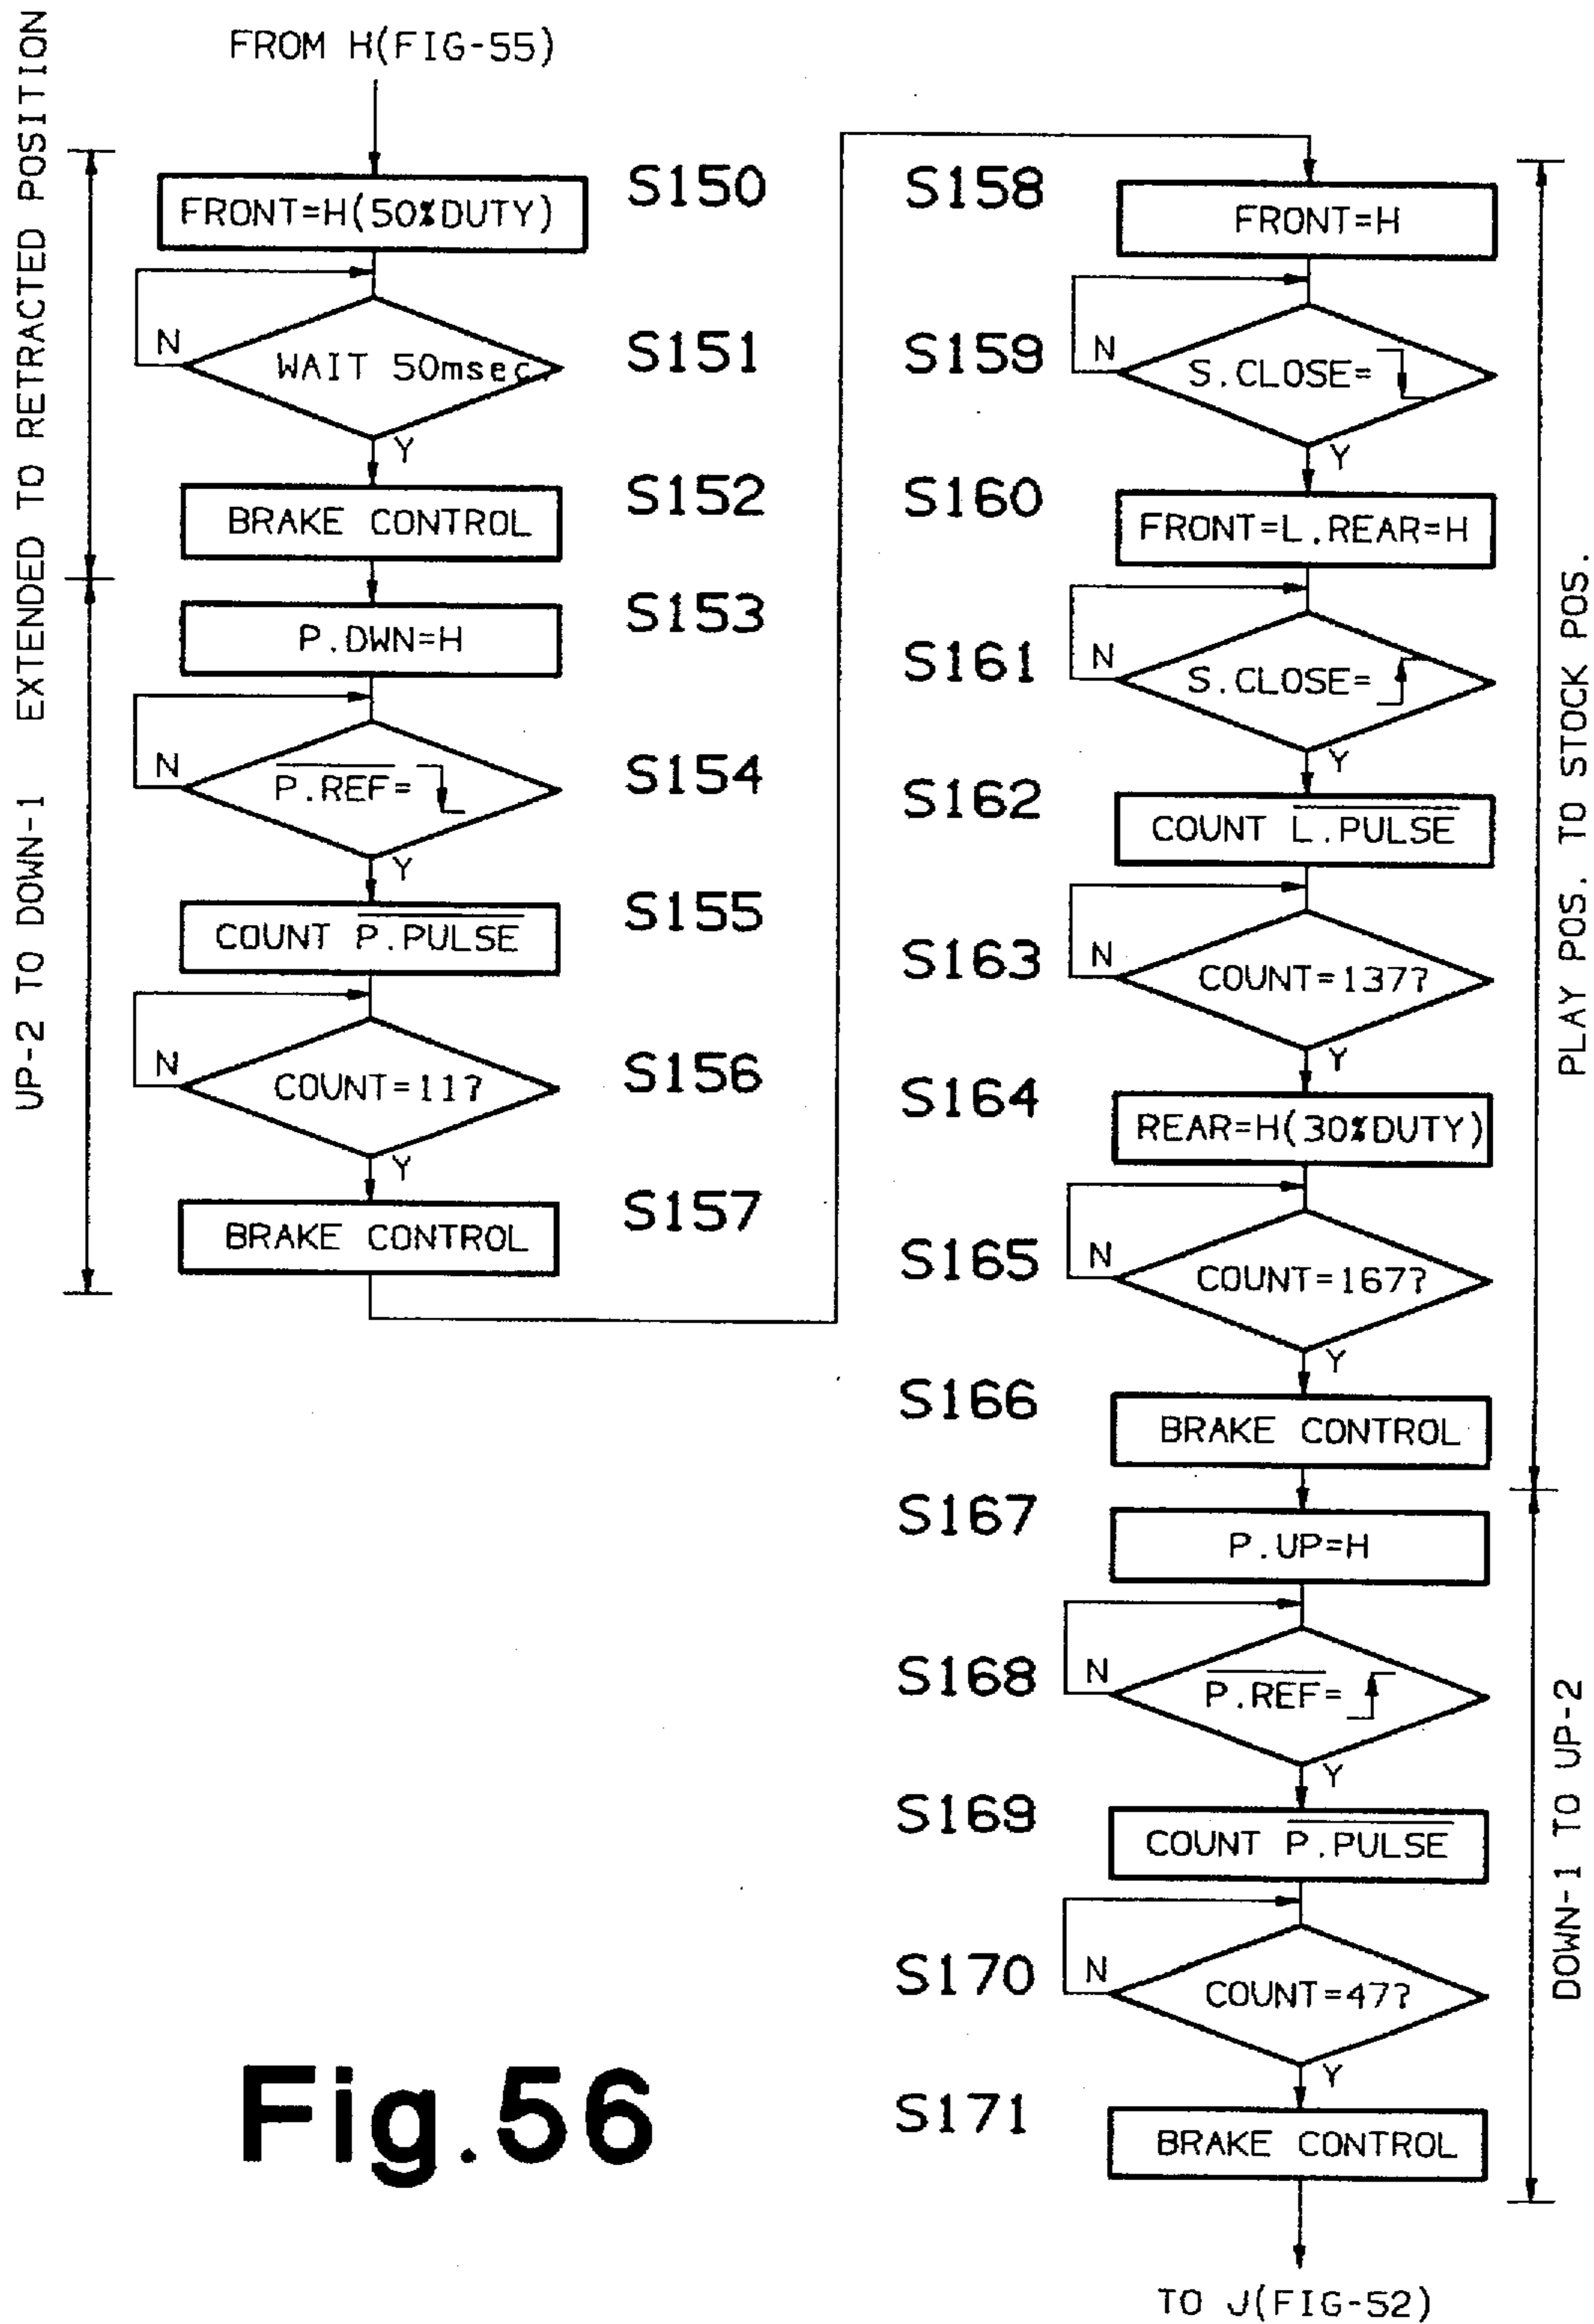 FROM H(FIG-55)
EXTENDED TO RETRACTED POSITION
FRONT=H(50%DUTY)
S150
N
WAIT 50msec.
S151
Y
BRAKE CONTROL
S152
UP-2 TO DOWN-1
P.DWN=H
S153
N
P.REF=
S154
Y
COUNT P.PULSE
S155
N
COUNT=11?
S156
Y
BRAKE CONTROL
S157
PLAY POS. TO STOCK POS.
S158
FRONT=H
S159
N
S.CLOSE=
Y
S160
FRONT=L.REAR=H
S161
N
S.CLOSE=
Y
S162
COUNT L.PULSE
S163
N
COUNT=137?
Y
S164
REAR=H(30%DUTY)
S165
N
COUNT=167?
Y
S166
BRAKE CONTROL
DOWN-1 TO UP-2
S167
P.UP=H
S168
N
P.REF=
Y
S169
COUNT P.PULSE
S170
N
COUNT=47?
Y
S171
BRAKE CONTROL
TO J(FIG-52)
Fig.56